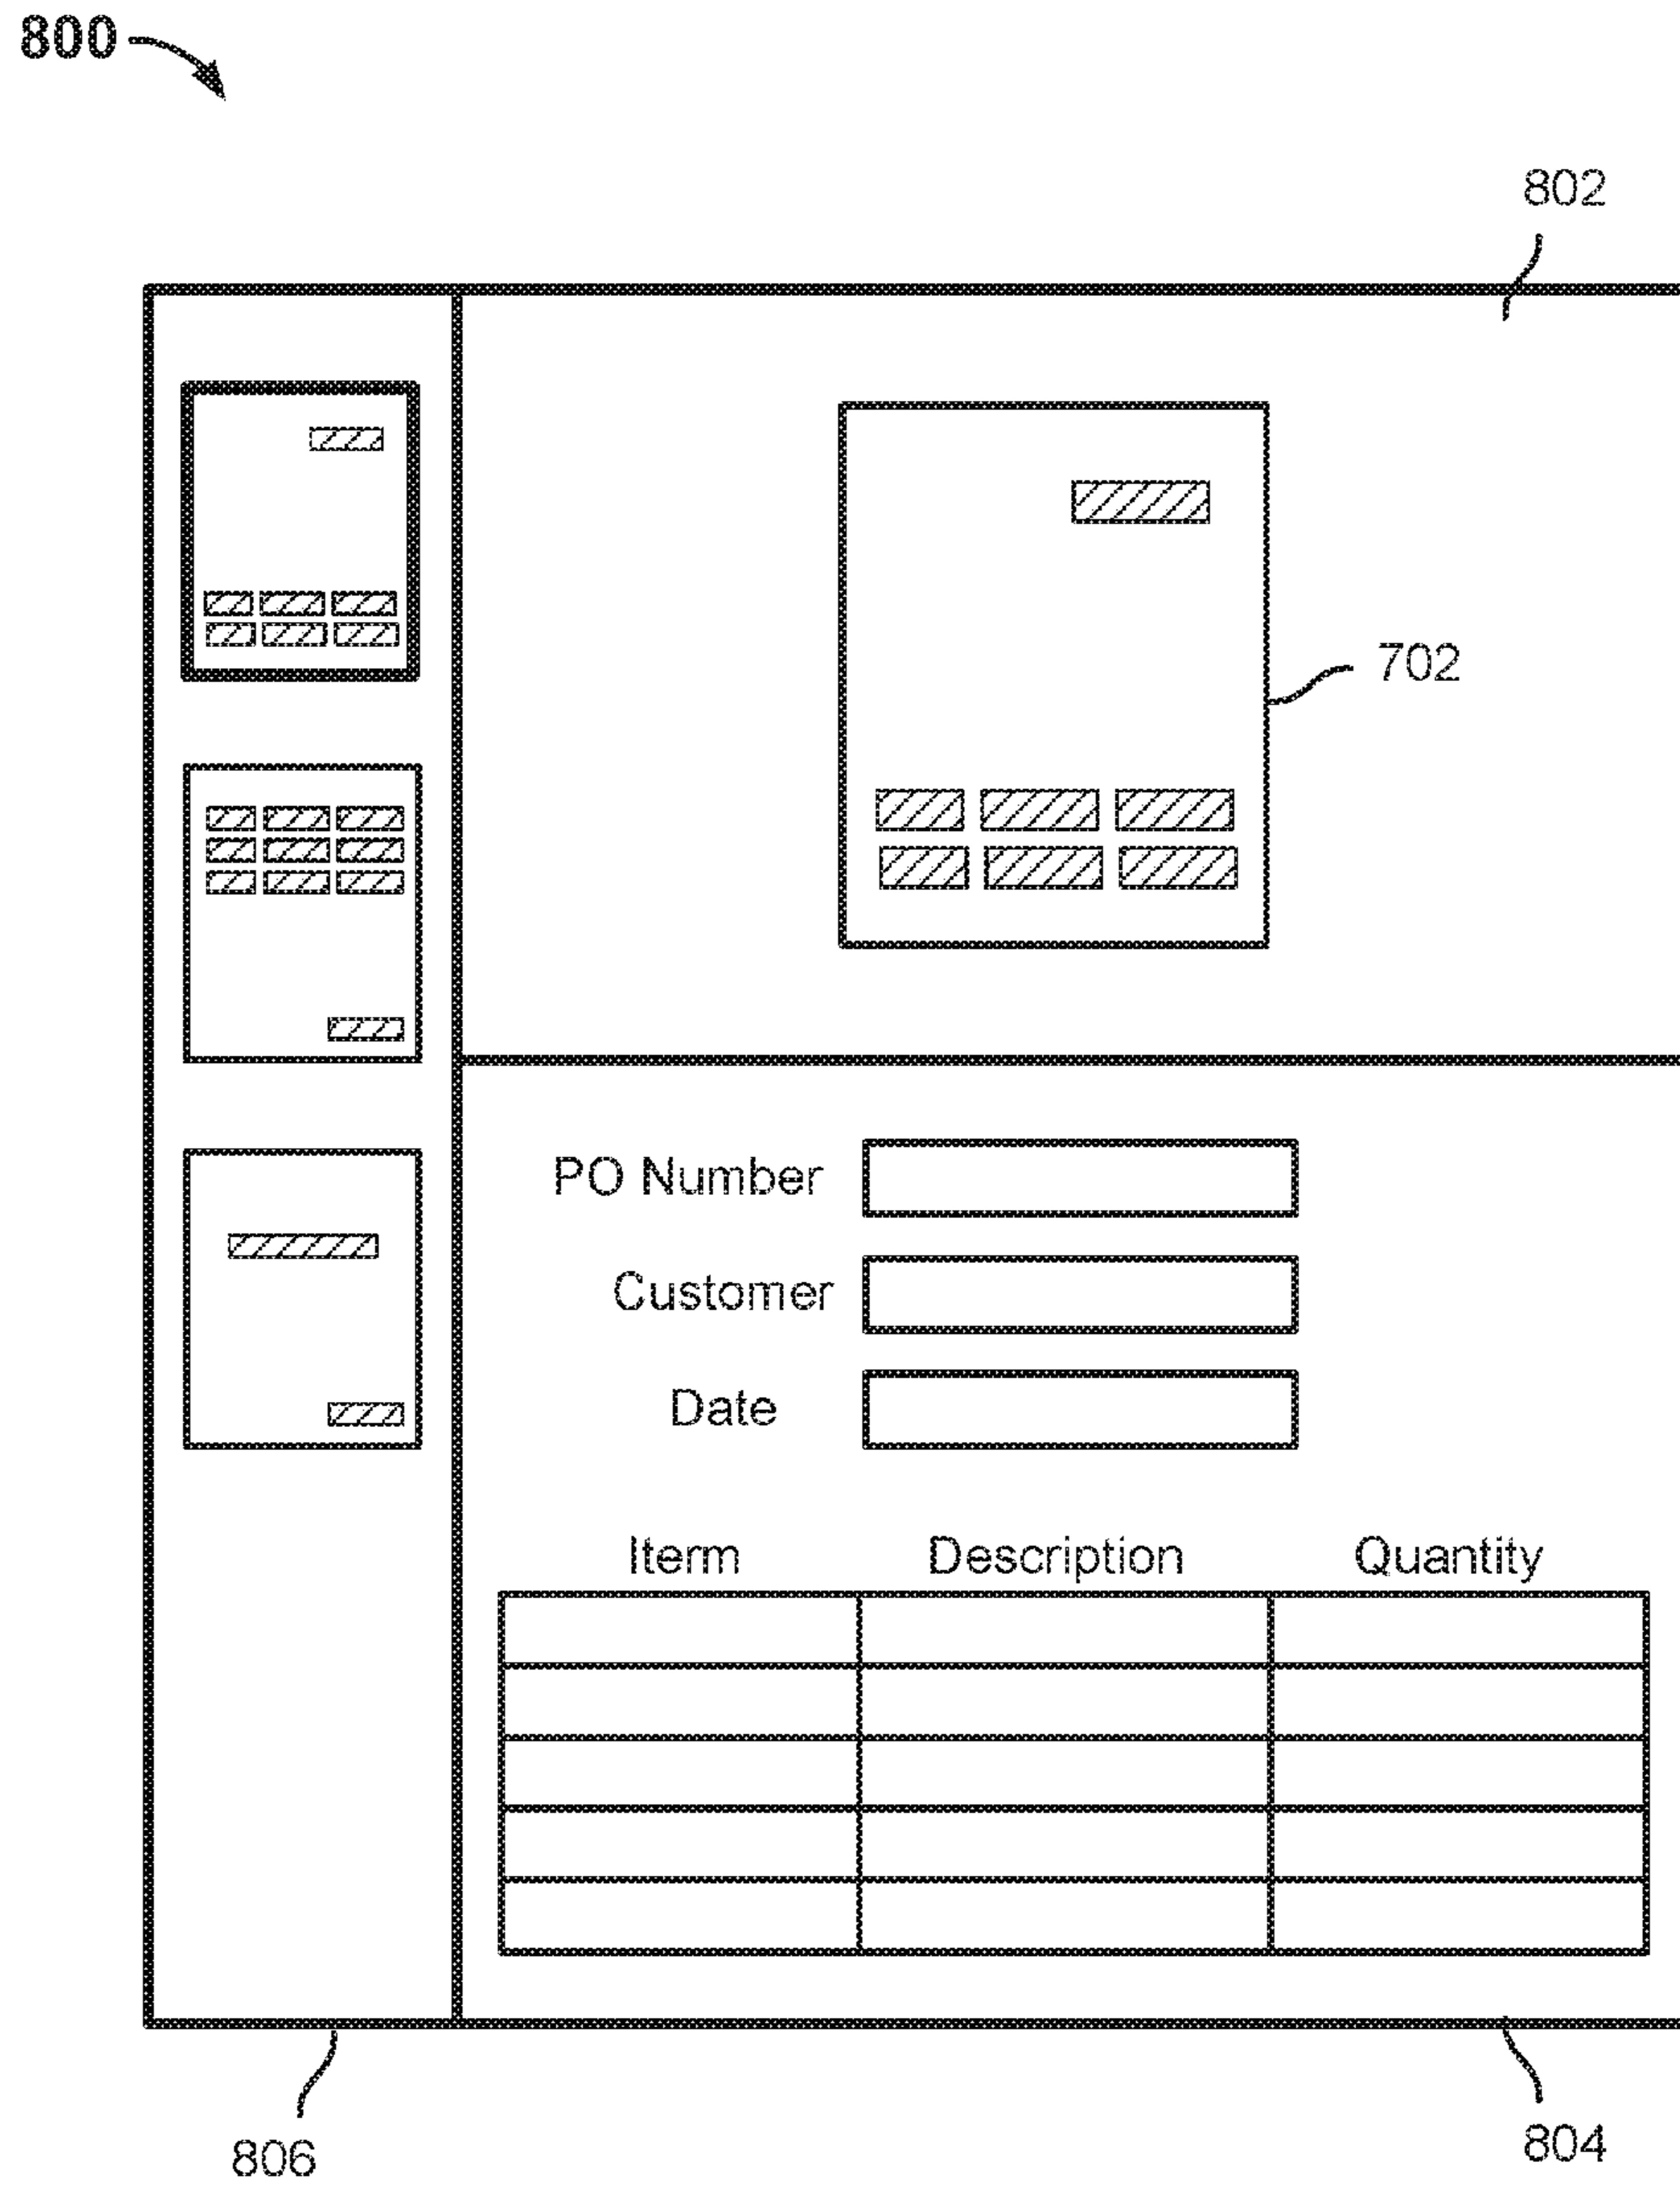 800
802
702
PO Number
Customer
Date
Iterm Description Quantity
806
804